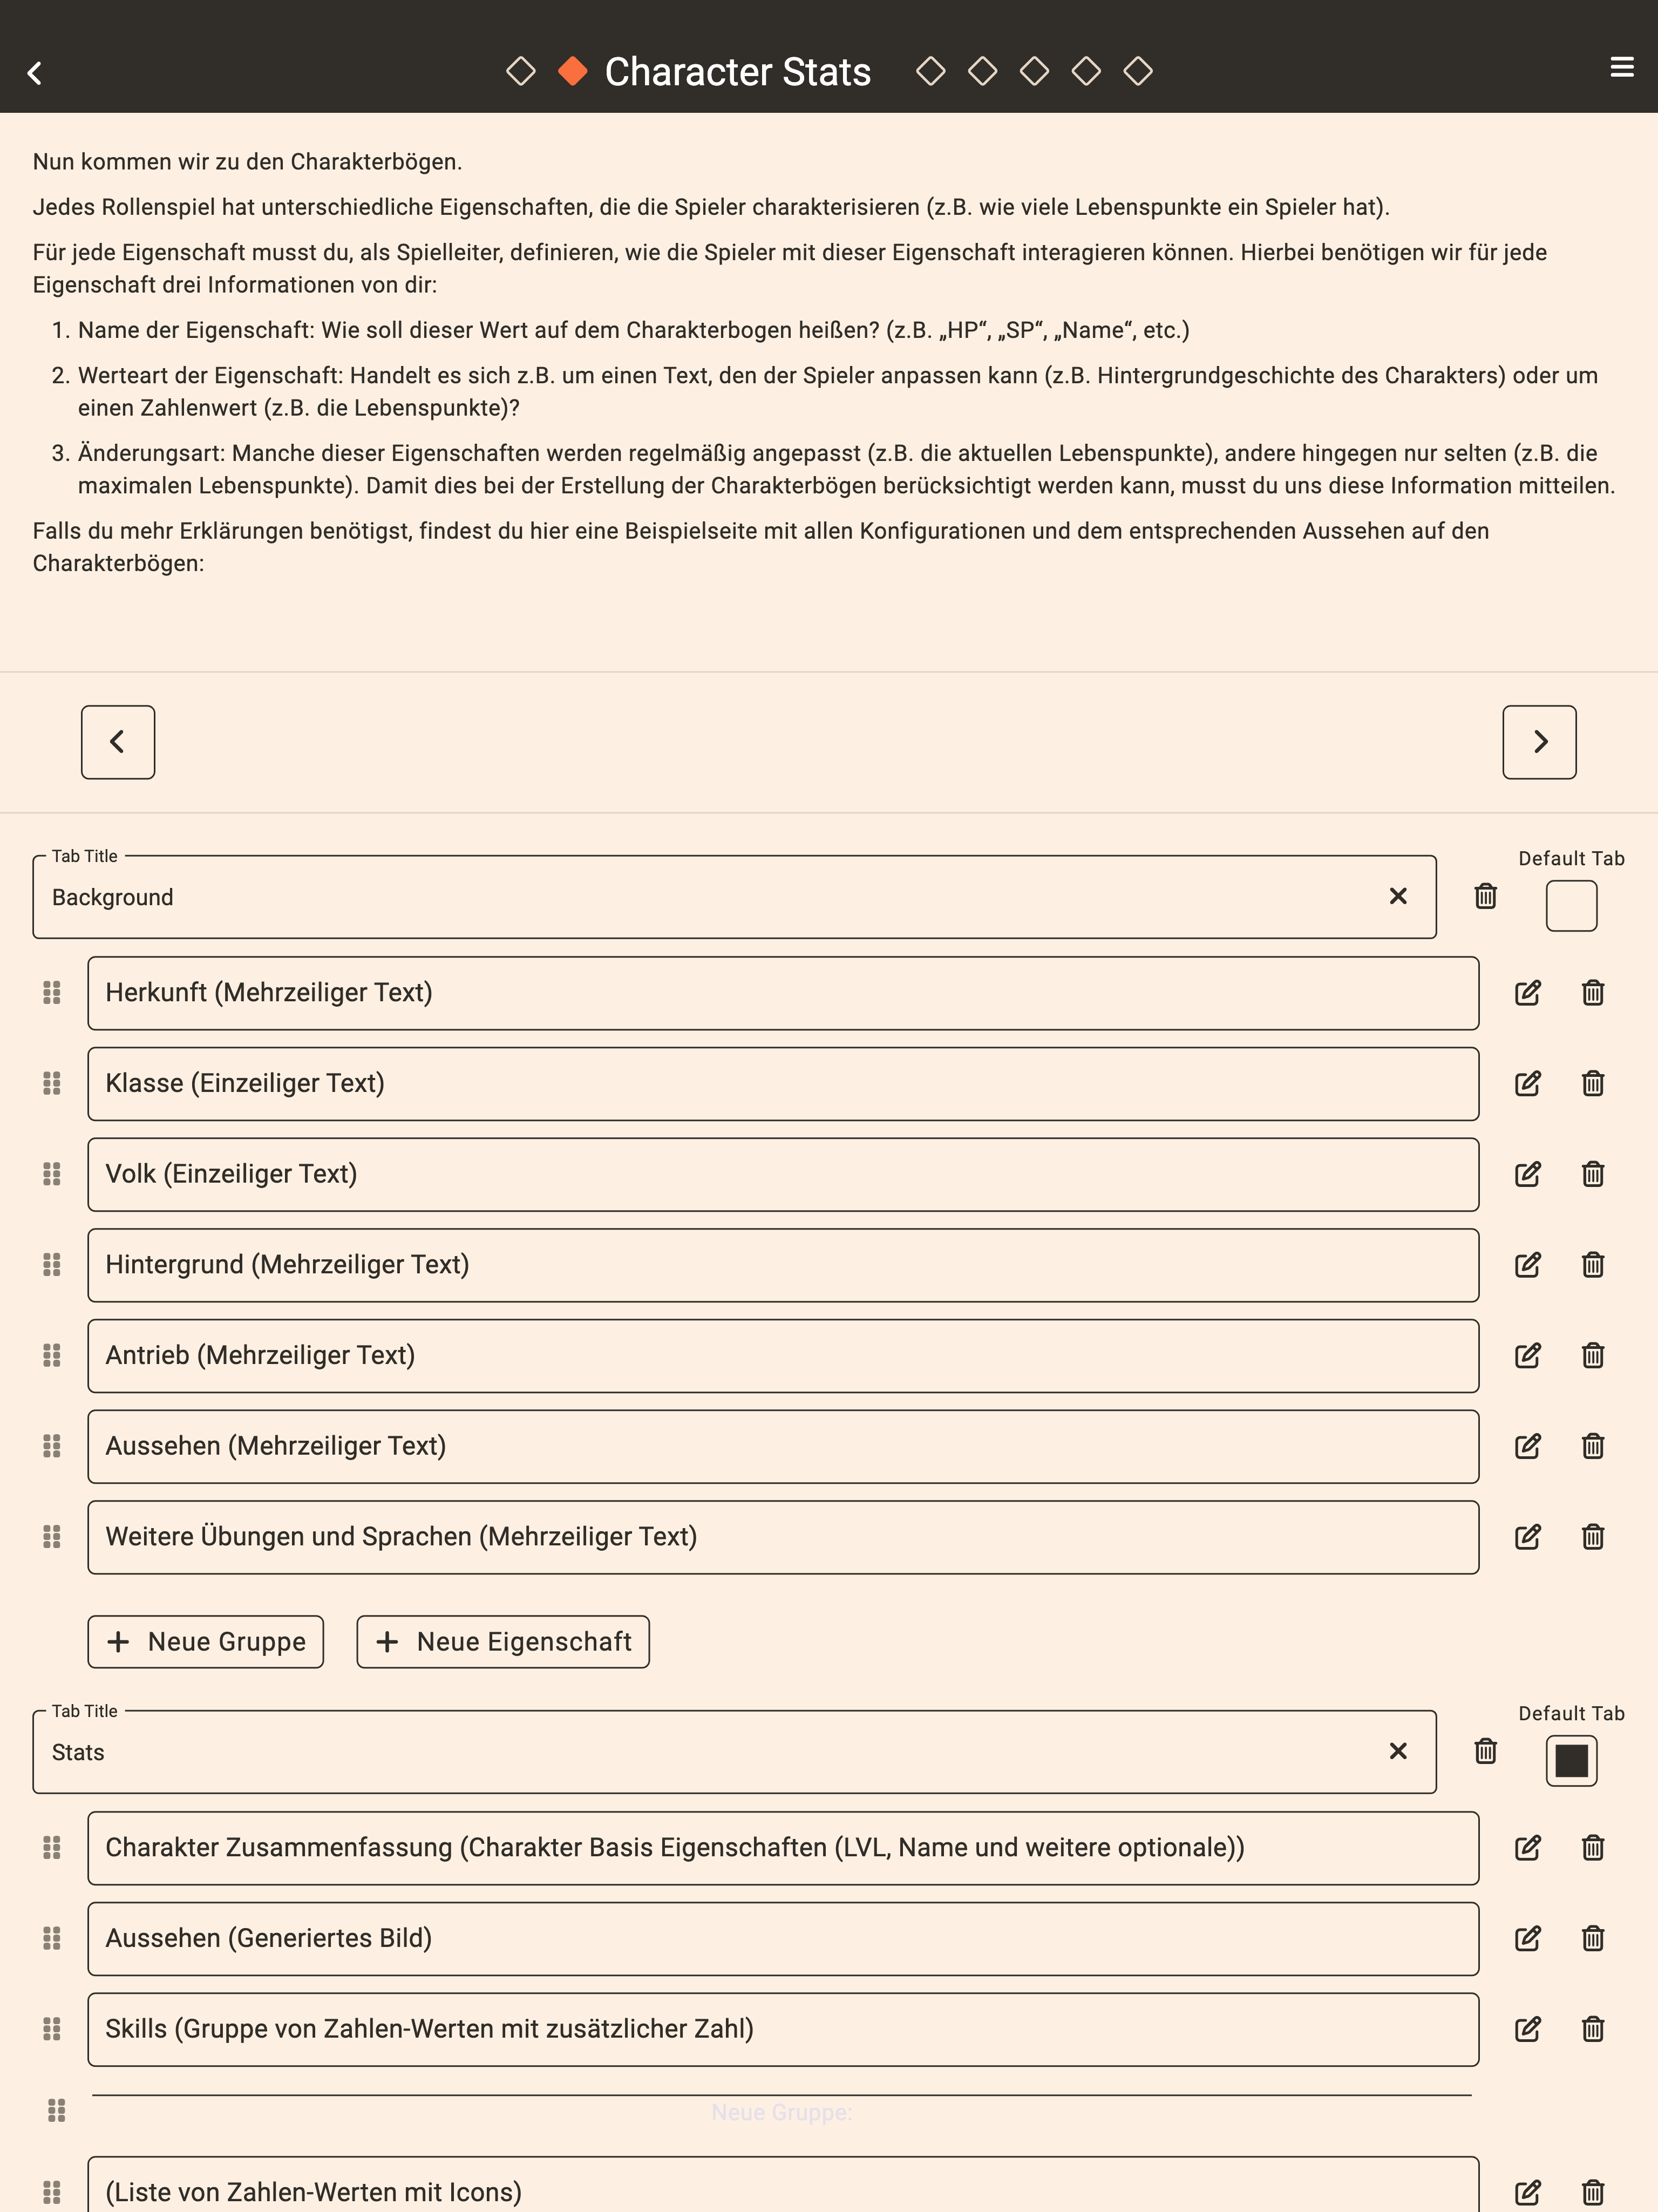 Character Stats
Nun kommen wir zu den Charakterbögen.
Jedes Rollenspiel hat unterschiedliche Eigenschaften, die die Spieler charakterisieren (z.B. wie viele Lebenspunkte ein Spieler hat).
Für jede Eigenschaft musst du, als Spielleiter, definieren, wie die Spieler mit dieser Eigenschaft interagieren können. Hierbei benötigen wir für jede
Eigenschaft drei Informationen von dir:
1. Name der Eigenschaft: Wie soll dieser Wert auf dem Charakterbogen heißen? (z.B. „HP“, „SP“, „Name“, etc.)
2. Werteart der Eigenschaft: Handelt es sich z.B. um einen Text, den der Spieler anpassen kann (z.B. Hintergrundgeschichte des Charakters) oder um
einen Zahlenwert (z.B. die Lebenspunkte)?
3. Änderungsart: Manche dieser Eigenschaften werden regelmäßig angepasst (z.B. die aktuellen Lebenspunkte), andere hingegen nur selten (z.B. die
maximalen Lebenspunkte). Damit dies bei der Erstellung der Charakterbögen berücksichtigt werden kann, musst du uns diese Information mitteilen.
Falls du mehr Erklärungen benötigst, findest du hier eine Beispielseite mit allen Konfigurationen und dem entsprechenden Aussehen auf den
Charakterbögen:
Tab Title
Default Tab
Background
Herkunft (Mehrzeiliger Text)
Klasse (Einzeiliger Text)
Volk (Einzeiliger Text)
Hintergrund (Mehrzeiliger Text)
Antrieb (Mehrzeiliger Text)
Aussehen (Mehrzeiliger Text)
Weitere Übungen und Sprachen (Mehrzeiliger Text)
Neue Gruppe
Neue Eigenschaft
Tab Title
Default Tab
Stats
Charakter Zusammenfassung (Charakter Basis Eigenschaften (LVL, Name und weitere optionale))
Aussehen (Generiertes Bild)
Skills (Gruppe von Zahlen-Werten mit zusätzlicher Zahl)
Neue Gruppe:
(Liste von Zahlen-Werten mit Icons)